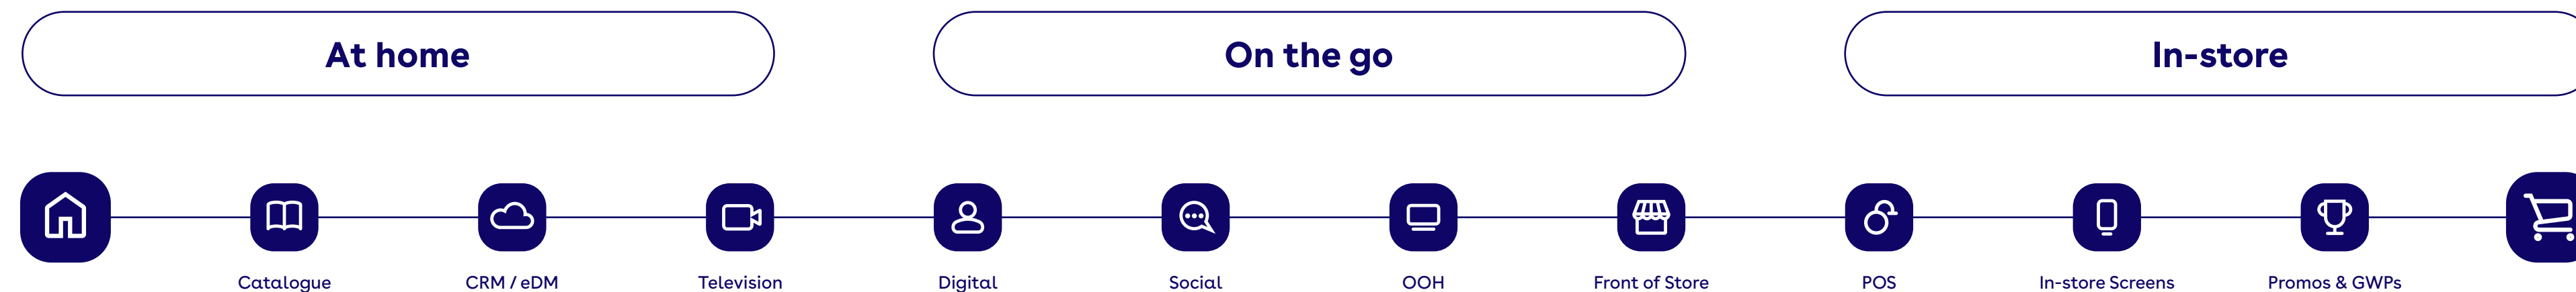 At home
On the go
In-store
Catalogue
CRM / eDM
Television
Digital
Social
OOH
Front of Store
POS
In-store Screens
Promos & GWPs